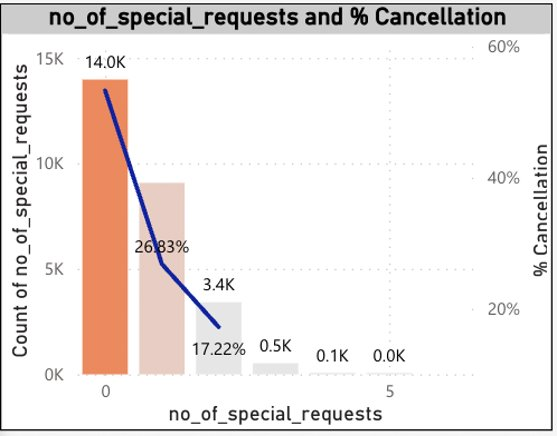 no_of_special_requests and % Cancellation
Count of no_of_special_requests
15K
10K
5K
0K
14.0K
26.83%
3.4K
17.22%
0.5K
0.1K
0.0K
60%
40%
20%
% Cancellation
0
5
no_of_special_requests